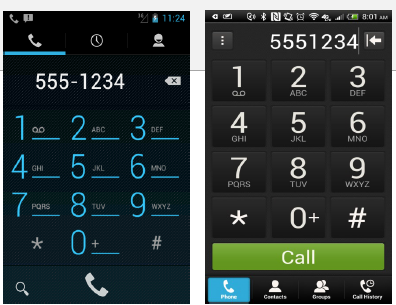 11:24
555-1234
1 2 ABC 3 DEF
4 GHI 5 JKL 6 MNO
7 PQRS 8 TUV 9 WXYZ
* 0 + #
8:01 AM
5551234
1 2 3
ABC DEF
4 5 6
GHI JKL MNO
7 8 9
PQRS TUV WXYZ
* 0+ #
Call
Phone Contacts Groups Call History